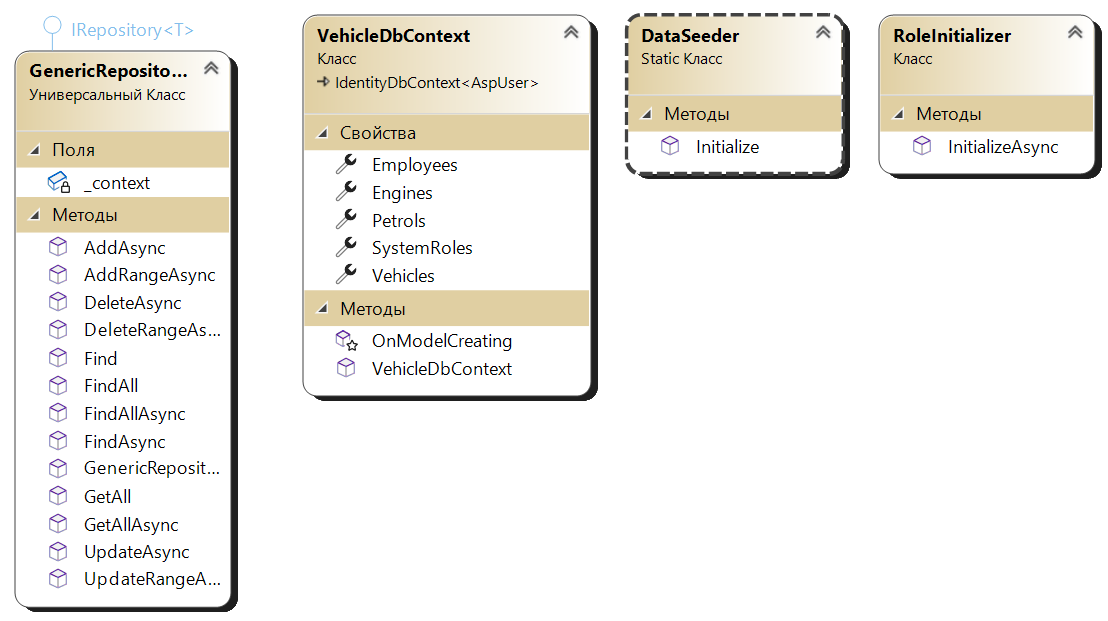 IRepository<T>
GenericReposito...
Универсальный Класс
Поля
_context
Методы
AddAsync
AddRangeAsync
DeleteAsync
DeleteRangeAs...
Find
FindAll
FindAllAsync
FindAsync
GenericReposit...
GetAll
GetAllAsync
UpdateAsync
UpdateRangeA...
VehicleDbContext
Класс
IdentityDbContext<AspUser>
Свойства
Employees
Engines
Petrols
SystemRoles
Vehicles
Методы
OnModelCreating
VehicleDbContext
DataSeeder
Static Класс
Методы
Initialize
RoleInitializer
Класс
Методы
InitializeAsync